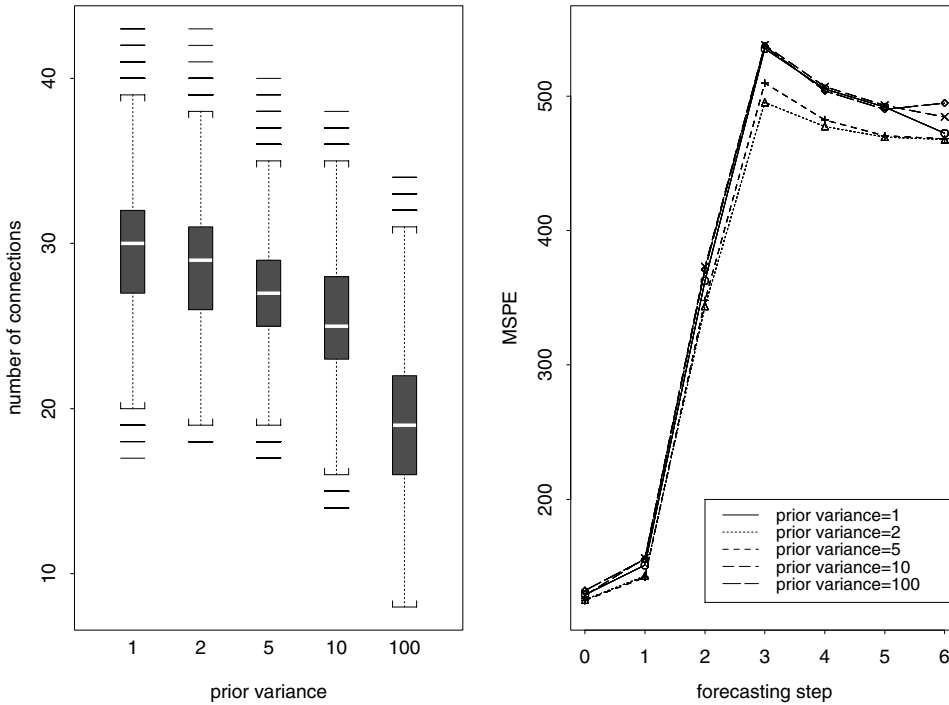 number of connections
40
30
20
10
1 2 5 10 100
prior variance
MSPE
500
400
300
200
prior variance=1
prior variance=2
prior variance=5
prior variance=10
prior variance=100
0 1 2 3 4 5 6
forecasting step